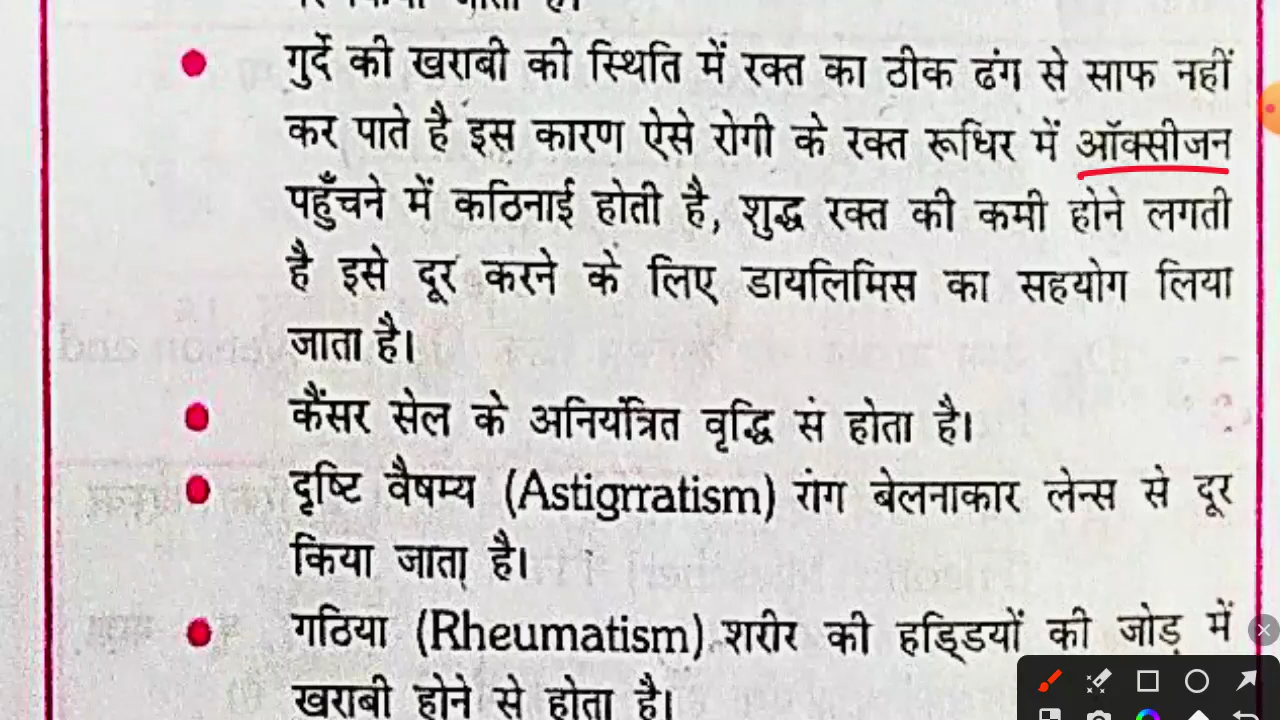 गुर्दे की खराबी की स्थिति में रक्त का ठीक ढंग से साफ नहीं
कर पाते है इस कारण ऐसे रोगी के रक्त रूधिर में ऑक्सीजन
पहुँचने में कठिनाई होती है, शुद्ध रक्त की कमी होने लगती
है इसे दूर करने के लिए डायलिमिस का सहयोग लिया
जाता है।
कैंसर सेल के अनियंत्रित वृद्धि सं होता है।
दृष्टि वैषम्य (Astigrratism) रांग बेलनाकार लेन्स से दूर
किया जाता है।
गठिया (Rheumatism) शरीर की हड्डियों की जोड़ में
खराबी होने से होता है।